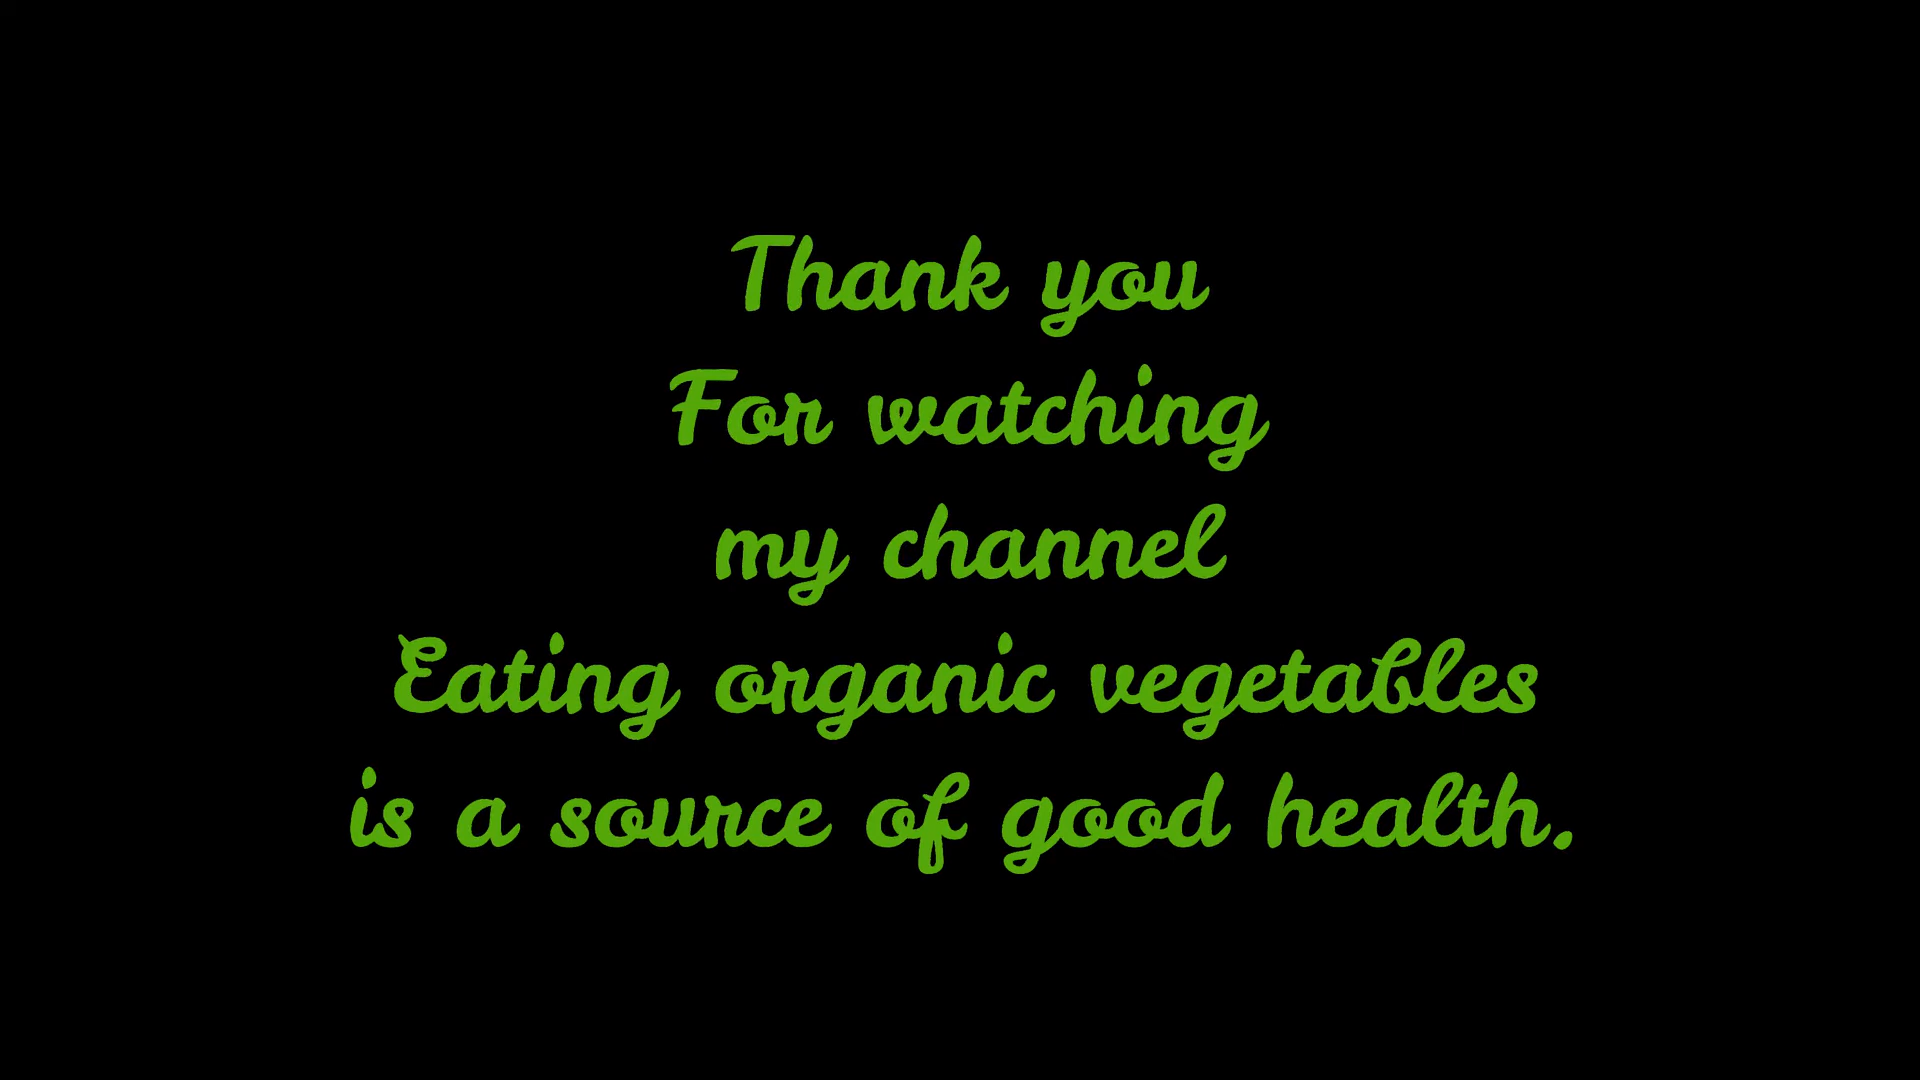 Thank you
For watching
my channel
Eating organic vegetables
is a source of good health.